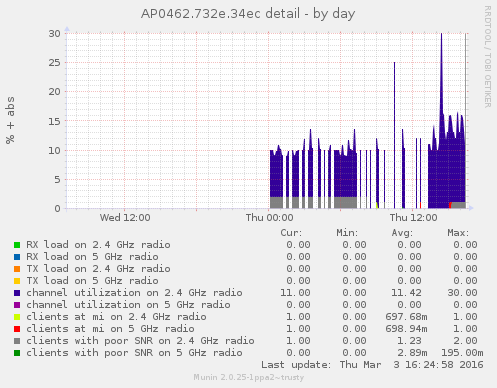 AP0462.732e.34ec detail - by day
RRDTOOL / TOBI OETIKER
% + abs
30
25
20
15
10
5
0
Wed 12:00 Thu 00:00 Thu 12:00
Cur: Min: Avg: Max:
RX load on 2.4 GHz radio 0.00 0.00 0.00 0.00
RX load on 5 GHz radio 0.00 0.00 0.00 0.00
TX load on 2.4 GHz radio 0.00 0.00 0.00 0.00
TX load on 5 GHz radio 0.00 0.00 0.00 0.00
channel utilization on 2.4 GHz radio 11.00 0.00 11.42 30.00
channel utilization on 5 GHz radio 0.00 0.00 0.00 0.00
clients at mi on 2.4 GHz radio 1.00 0.00 697.68m 1.00
clients at mi on 5 GHz radio 1.00 0.00 698.94m 1.00
clients with poor SNR on 2.4 GHz radio 1.00 0.00 1.23 2.00
clients with poor SNR on 5 GHz radio 0.00 0.00 2.89m 195.00m
Last update: Thu Mar 3 16:24:58 2016
Munin 2.0.25-1ppa2~trusty